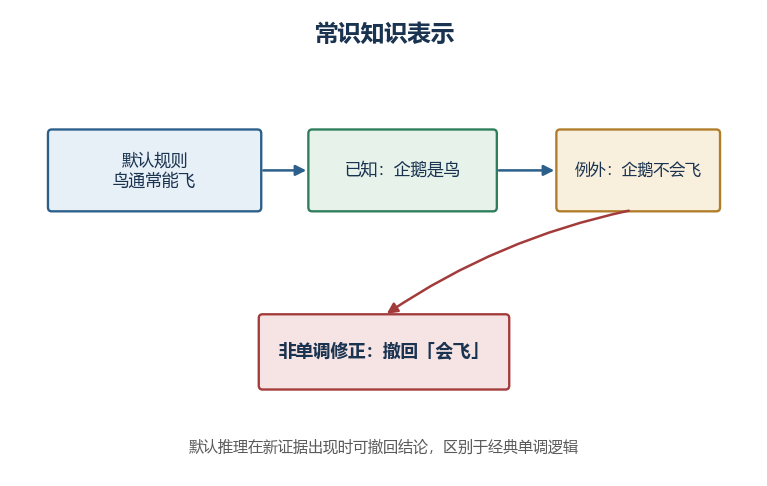 常识知识表示
默认规则
鸟通常能飞
已知：企鹅是鸟
例外：企鹅不会飞
非单调修正：撤回「会飞」
默认推理在新证据出现时可撤回结论，区别于经典单调逻辑